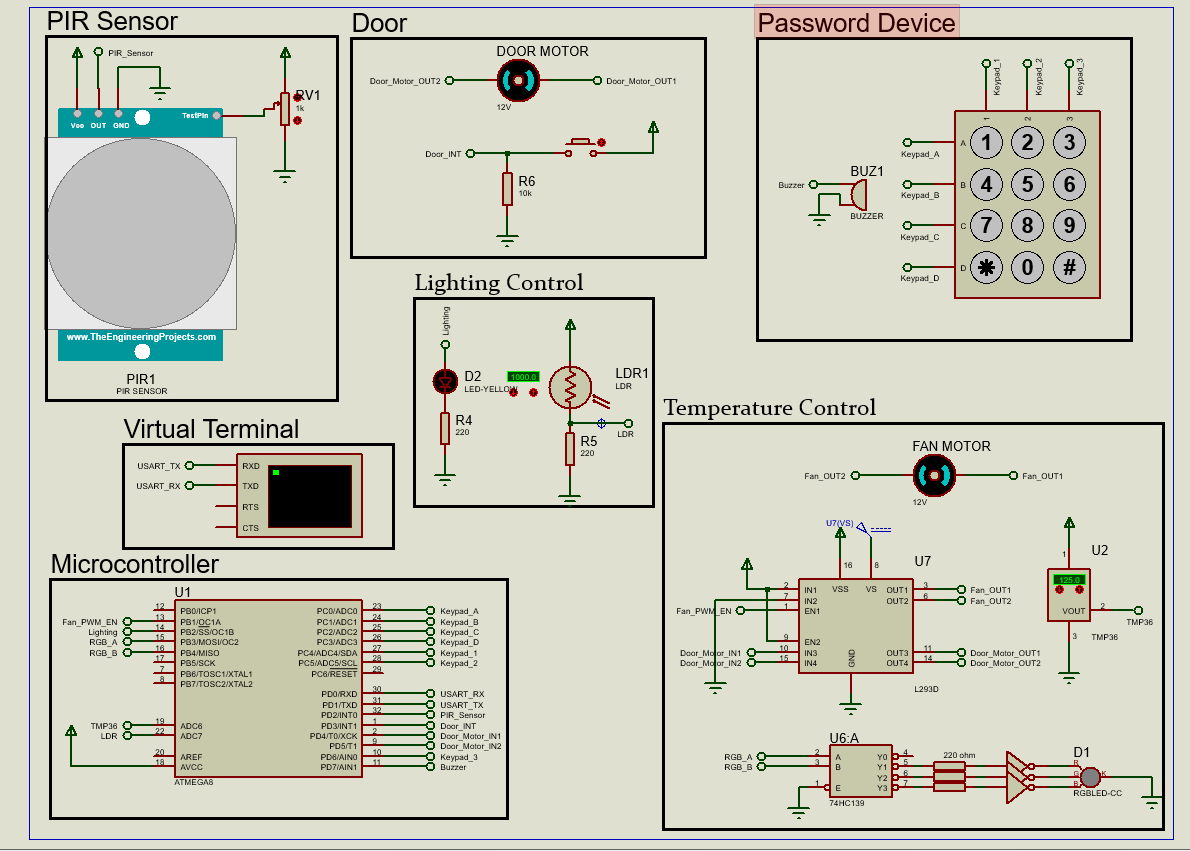 PIR Sensor
PIR_Sensor
RV1
1k
Vcc OUT GND
TestPin
www.TheEngineeringProjects.com
PIR1
PIR SENSOR
Door
DOOR MOTOR
Door_Motor_OUT2
Door_Motor_OUT1
12V
Door_INT
R6
10k
Password Device
Keypad_1
Keypad_2
Keypad_3
1 2 3
Keypad_A
A
1 2 3
Keypad_B
B
4 5 6
Keypad_C
C
7 8 9
Keypad_D
D
* 0 #
BUZ1
Buzzer
BUZZER
Lighting Control
Lighting
D2
LED-YELLOW
R4
220
1000.0
LDR1
LDR
LDR
R5
220
Virtual Terminal
USART_TX
USART_RX
RXD
TXD
RTS
CTS
Temperature Control
FAN MOTOR
Fan_OUT2
Fan_OUT1
12V
U7(VS)
16
8
U7
VSS
VS
2 IN1
7 IN2
1 EN1
Fan_PWM_EN
9 EN2
10 IN3
15 IN4
Door_Motor_IN1
Door_Motor_IN2
GND
OUT1 3 Fan_OUT1
OUT2 6 Fan_OUT2
OUT3 11 Door_Motor_OUT1
OUT4 14 Door_Motor_OUT2
L293D
U2
1
125.0
VOUT
2
TMP36
3
TMP36
U6:A
RGB_A 2 A
RGB_B 3 B
1 E
Y0 4
Y1 5
Y2 6
Y3 7
74HC139
220 ohm
D1
R
G
B
K
RGBLED-CC
Microcontroller
U1
12 PB0/ICP1
Fan_PWM_EN 13 PB1/OC1A
Lighting 14 PB2/SS/OC1B
RGB_A 15 PB3/MOSI/OC2
RGB_B 16 PB4/MISO
17 PB5/SCK
7 PB6/TOSC1/XTAL1
8 PB7/TOSC2/XTAL2
TMP36 19 ADC6
LDR 22 ADC7
20 AREF
18 AVCC
PC0/ADC0 23 Keypad_A
PC1/ADC1 24 Keypad_B
PC2/ADC2 25 Keypad_C
PC3/ADC3 26 Keypad_D
PC4/ADC4/SDA 27 Keypad_1
PC5/ADC5/SCL 28 Keypad_2
PC6/RESET 29
PD0/RXD 30 USART_RX
PD1/TXD 31 USART_TX
PD2/INT0 32 PIR_Sensor
PD3/INT1 1 Door_INT
PD4/T0/XCK 2 Door_Motor_IN1
PD5/T1 9 Door_Motor_IN2
PD6/AIN0 10 Keypad_3
PD7/AIN1 11 Buzzer
ATMEGA8